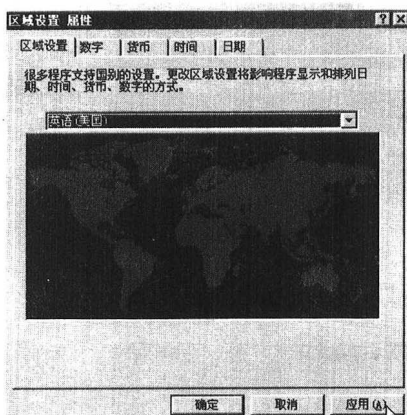 区域设置 属性
区域设置 数字 货币 时间 日期
很多程序支持国别的设置。更改区域设置将影响程序显示和排列日
期、时间、货币、数字的方式。
英语(美国)
确定 取消 应用(A)